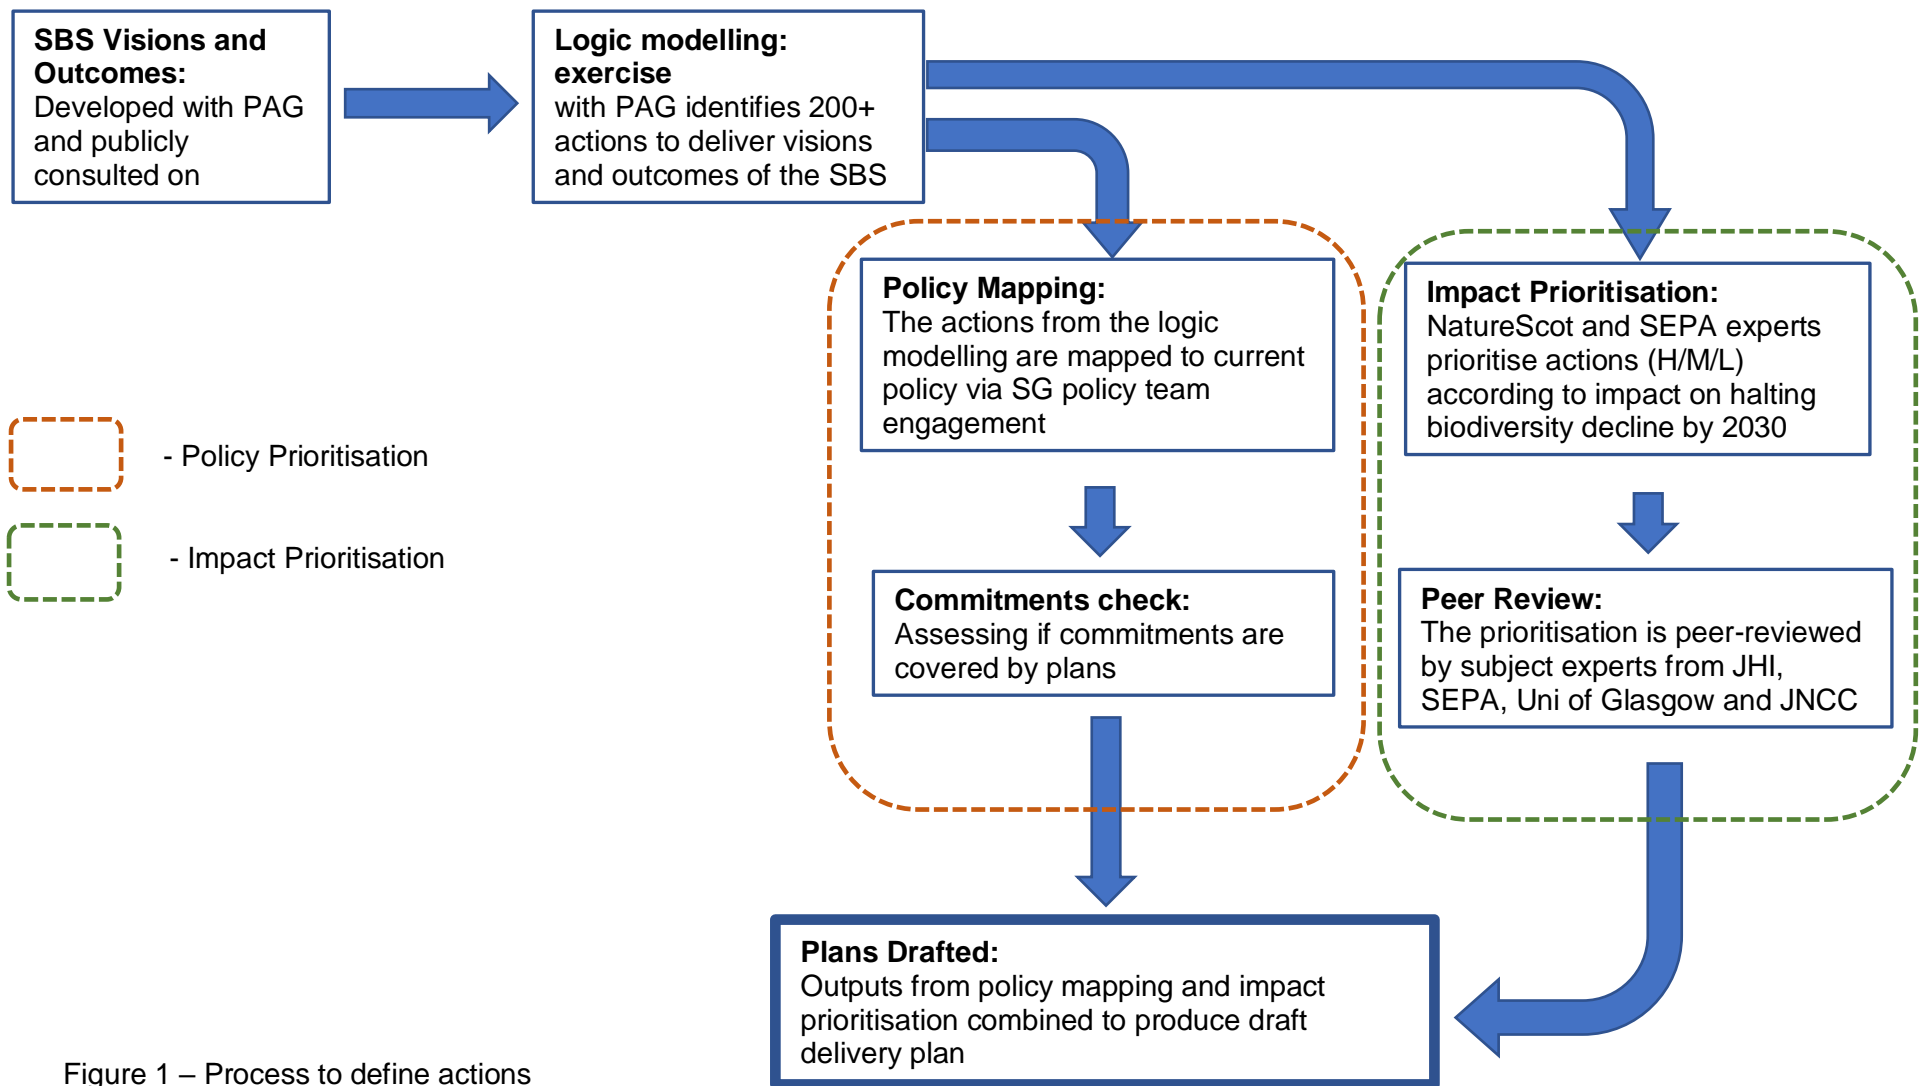 SBS Visions and
Outcomes:
Developed with PAG
and publicly
consulted on
Logic modelling:
exercise
with PAG identifies 200+
actions to deliver visions
and outcomes of the SBS
Policy Mapping:
The actions from the logic
modelling are mapped to current
policy via SG policy team
engagement
Impact Prioritisation:
NatureScot and SEPA experts
prioritise actions (H/M/L)
according to impact on halting
biodiversity decline by 2030
- Policy Prioritisation
- Impact Prioritisation
Commitments check:
Assessing if commitments are
covered by plans
Peer Review:
The prioritisation is peer-reviewed
by subject experts from JHI,
SEPA, Uni of Glasgow and JNCC
Plans Drafted:
Outputs from policy mapping and impact
prioritisation combined to produce draft
delivery plan
Figure 1 – Process to define actions